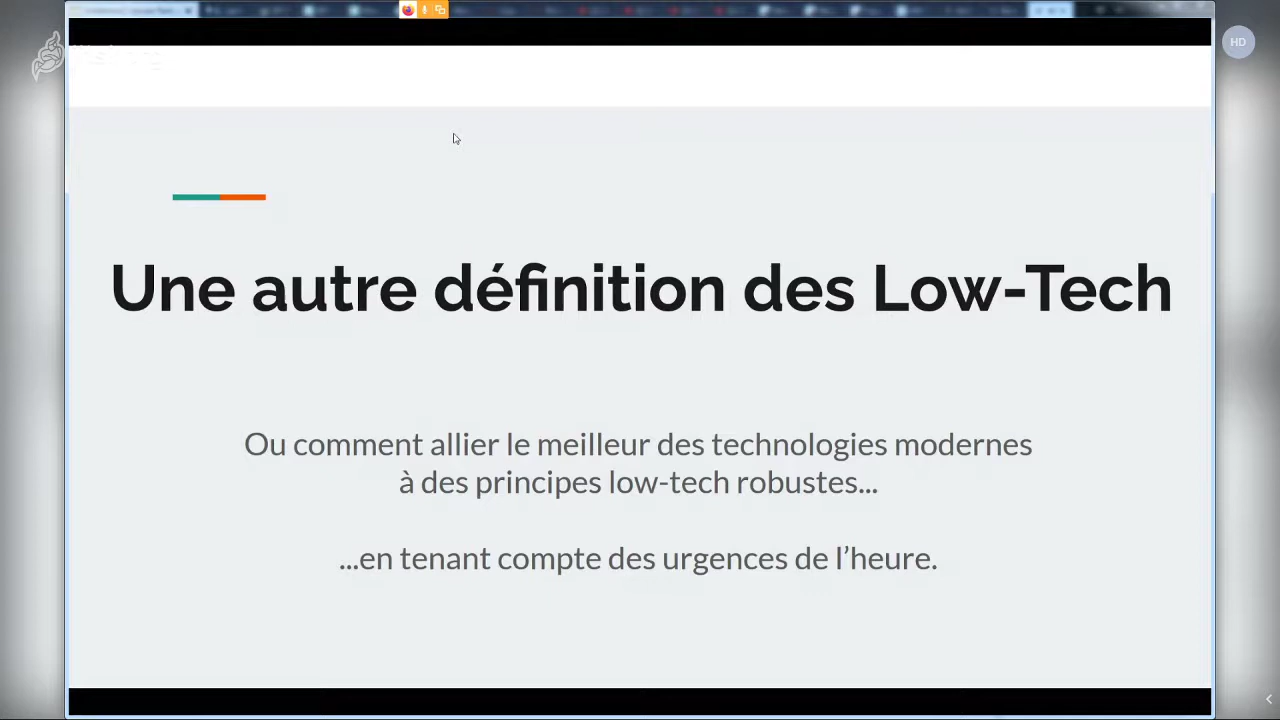 HD
Une autre définition des Low-Tech
Ou comment allier le meilleur des technologies modernes
à des principes low-tech robustes...
...en tenant compte des urgences de l’heure.